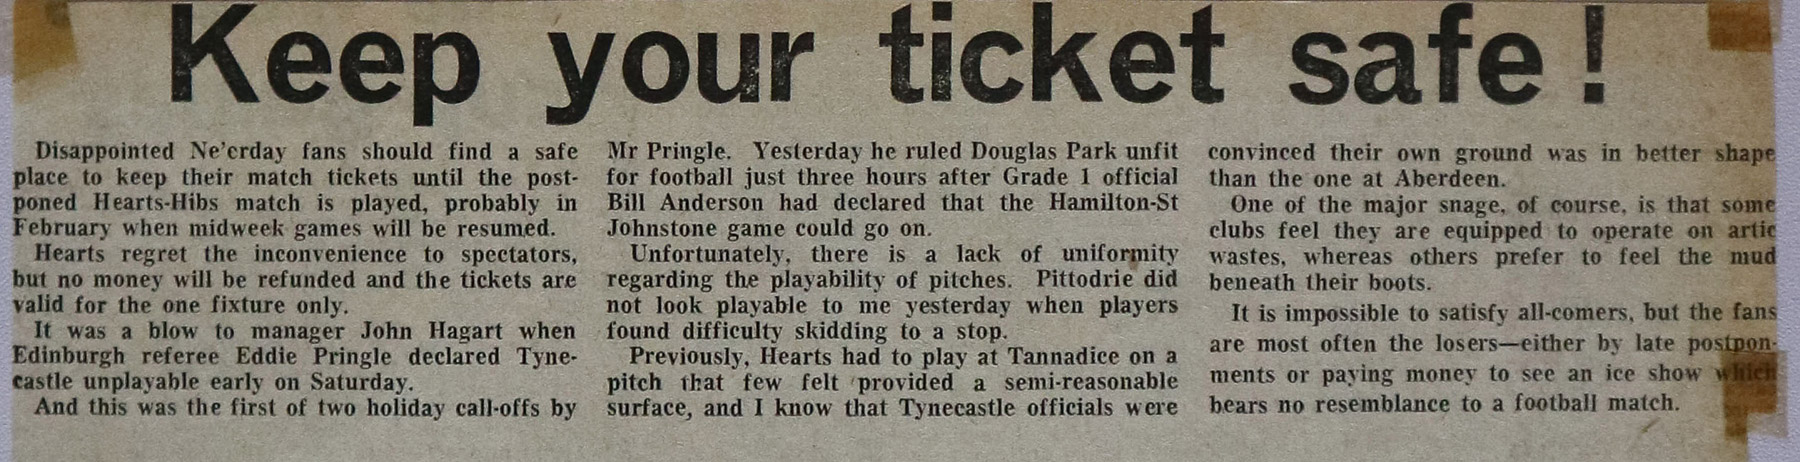 Keep your ticket safe!
Disappointed Ne'erday fans should find a safe
place to keep their match tickets until the post-
poned Hearts-Hibs match is played, probably in
February when midweek games will be resumed.
Hearts regret the inconvenience to spectators,
but no money will be refunded and the tickets are
valid for the one fixture only.
It was a blow to manager John Hagart when
Edinburgh referee Eddie Pringle declared Tyne-
castle unplayable early on Saturday.
And this was the first of two holiday call-offs by
Mr Pringle. Yesterday he ruled Douglas Park unfit
for football just three hours after Grade 1 official
Bill Anderson had declared that the Hamilton-St
Johnstone game could go on.
Unfortunately, there is a lack of uniformity
regarding the playability of pitches. Pittodrie did
not look playable to me yesterday when players
found difficulty skidding to a stop.
Previously, Hearts had to play at Tannadice on a
pitch that few felt provided a semi-reasonable
surface, and I know that Tynecastle officials were
convinced their own ground was in better shape
than the one at Aberdeen.
One of the major snage, of course, is that some
clubs feel they are equipped to operate on artic
wastes, whereas others prefer to feel the mud
beneath their boots.
It is impossible to satisfy all-comers, but the fans
are most often the losers—either by late postpon-
ments or paying money to see an ice show which
bears no resemblance to a football match.